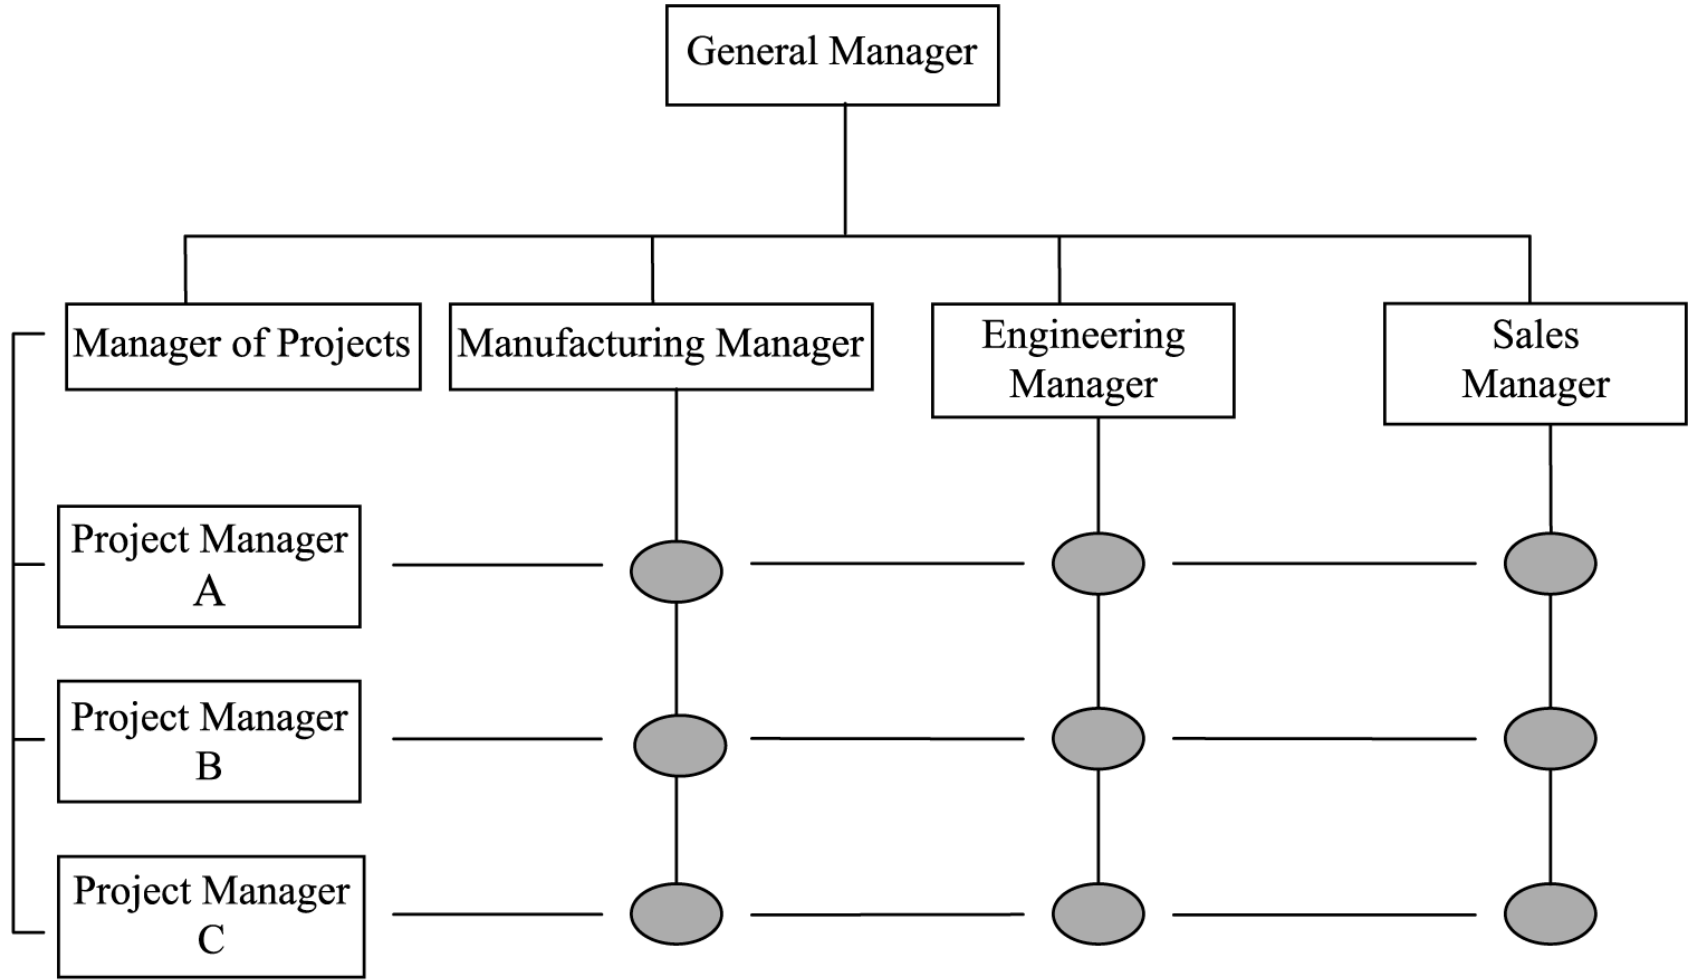 General Manager
Manager of Projects
Manufacturing Manager
Engineering
Manager
Sales
Manager
Project Manager
A
Project Manager
B
Project Manager
C